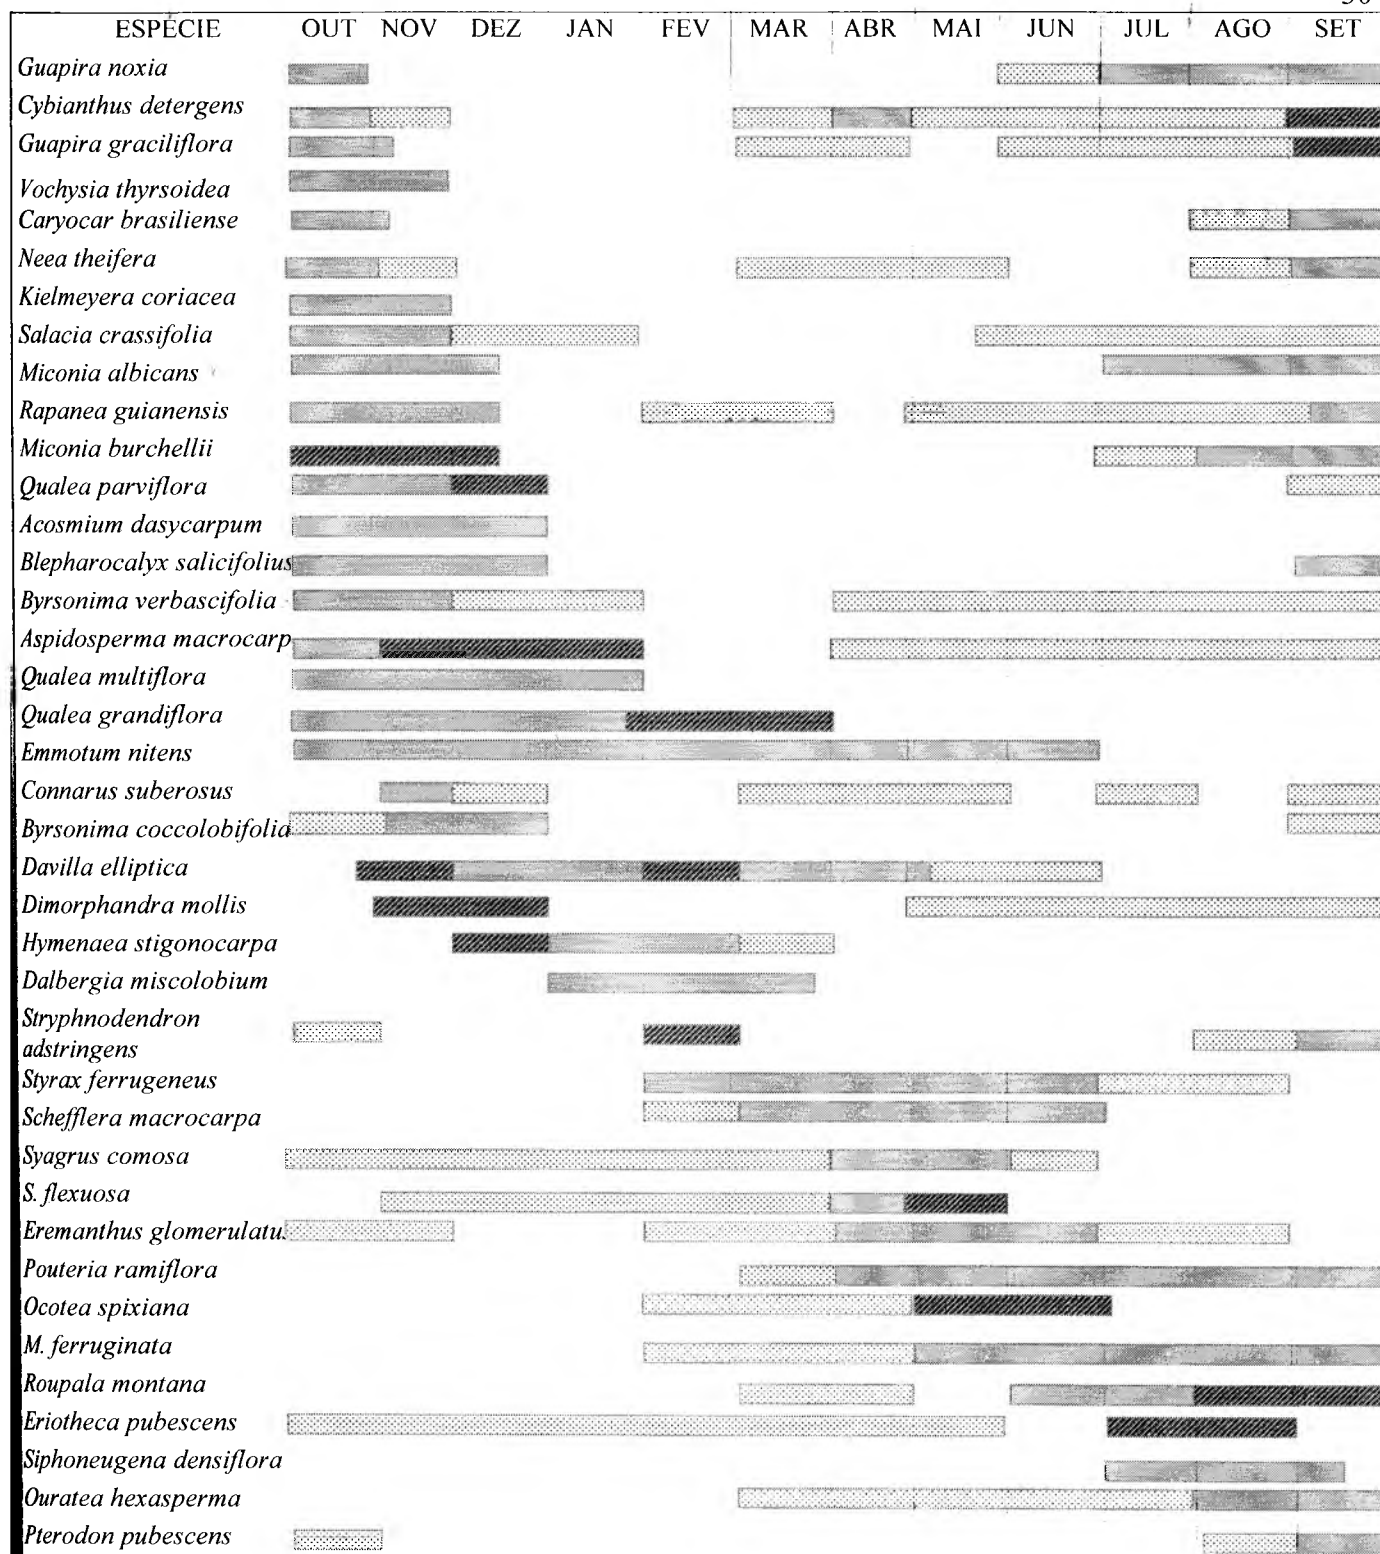 ESPÉCIE OUT NOV DEZ JAN FEV MAR ABR MAI JUN JUL AGO SET
Guapira noxia
Cybianthus detergens
Guapira graciliflora
Vochysia thyrsoidea
Caryocar brasiliense
Neea theifera
Kielmeyera coriacea
Salacia crassifolia
Miconia albicans
Rapanea guianensis
Miconia burchellii
Qualea parviflora
Acosmium dasycarpum
Blepharocalyx salicifolius
Byrsonima verbascifolia
Aspidosperma macrocarp
Qualea multiflora
Qualea grandiflora
Emmotum nitens
Connarus suberosus
Byrsonima coccolobifolia
Davilla elliptica
Dimorphandra mollis
Hymenaea stigonocarpa
Dalbergia miscolobium
Stryphnodendron
adstringens
Styrax ferrugeneus
Schefflera macrocarpa
Syagrus comosa
S. flexuosa
Eremanthus glomerulatu
Pouteria ramiflora
Ocotea spixiana
M. ferruginata
Roupala montana
Eriotheca pubescens
Siphoneugena densiflora
Ouratea hexasperma
Pterodon pubescens